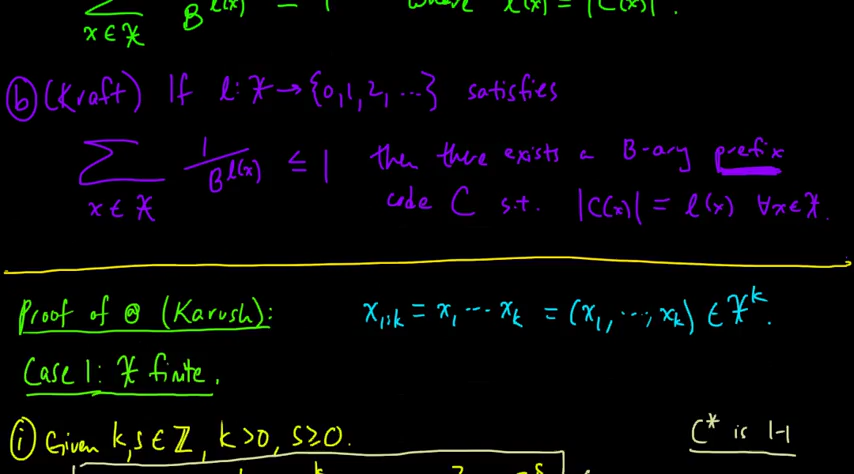 ∑ 1/B^ℓ(x) ≤ 1 where ℓ(x) = |C(x)|.
x ∈ 𝒳
ⓑ (Kraft) If ℓ: 𝒳 → {0, 1, 2, ...} satisfies
∑ 1/B^ℓ(x) ≤ 1 then there exists a B-ary prefix
x ∈ 𝒳 code C s.t. |C(x)| = ℓ(x) ∀x∈𝒳.
Proof of ⓐ (Karush): x_{1:k} = x_1 ... x_k = (x_1, ..., x_k) ∈ 𝒳^k.
Case 1: 𝒳 finite.
ⓘ Given k, s ∈ ℤ, k > 0, s ≥ 0. C* is 1-1